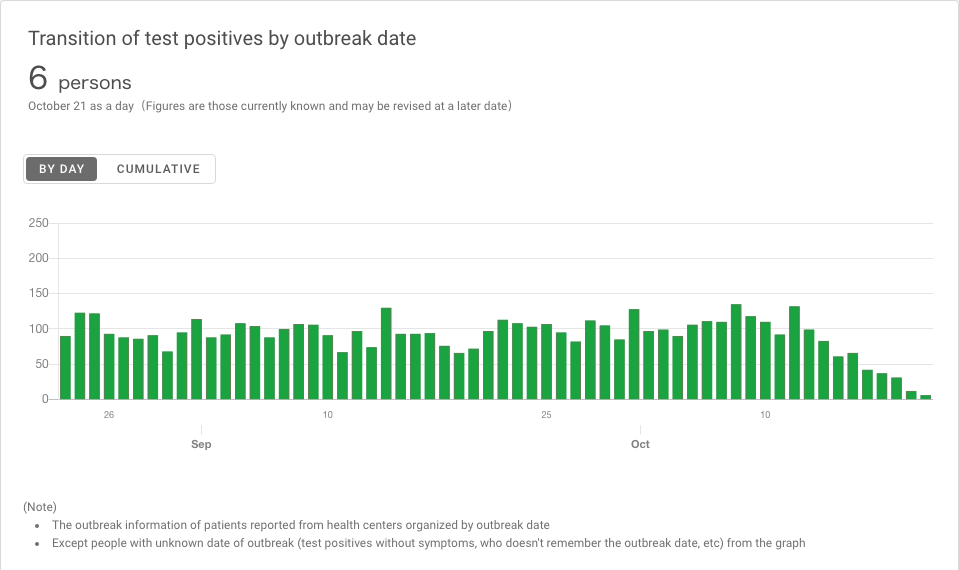 Transition of test positives by outbreak date
6 persons
October 21 as a day（Figures are those currently known and may be revised at a later date）
BY DAY CUMULATIVE
250
200
150
100
50
0
26 10 25 10
Sep Oct
(Note)
• The outbreak information of patients reported from health centers organized by outbreak date
• Except people with unknown date of outbreak (test positives without symptoms, who doesn't remember the outbreak date, etc) from the graph